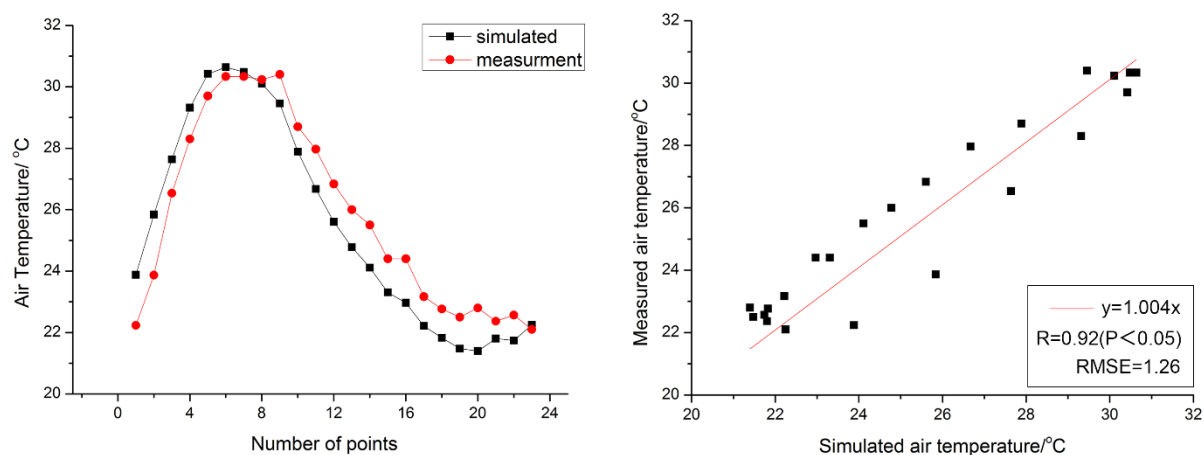 simulated
measurment
Air Temperature/ °C
32
30
28
26
24
22
20
0 4 8 12 16 20 24
Number of points
Measured air temperature/°C
32
30
28
26
24
22
20
y=1.004x
R=0.92(P＜0.05)
RMSE=1.26
20 22 24 26 28 30 32
Simulated air temperature/°C